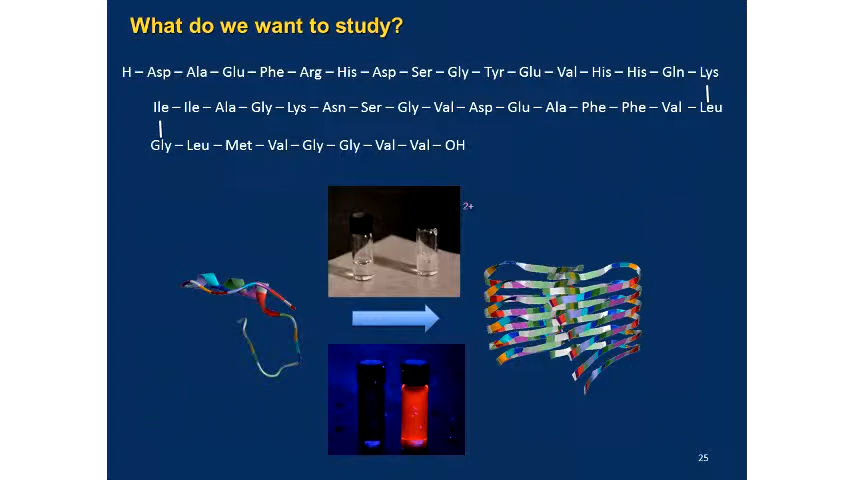 What do we want to study?
H – Asp – Ala – Glu – Phe – Arg – His – Asp – Ser – Gly – Tyr – Glu – Val – His – His – Gln – Lys
Ile – Ile – Ala – Gly – Lys – Asn – Ser – Gly – Val – Asp – Glu – Ala – Phe – Phe – Val – Leu
Gly – Leu – Met – Val – Gly – Gly – Val – Val – OH
2+
25